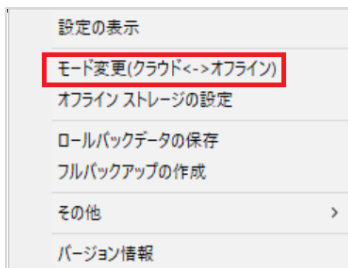 設定の表示
モード変更(クラウド<->オフライン)
オフライン ストレージの設定
ロールバックデータの保存
フルバックアップの作成
その他
バージョン情報